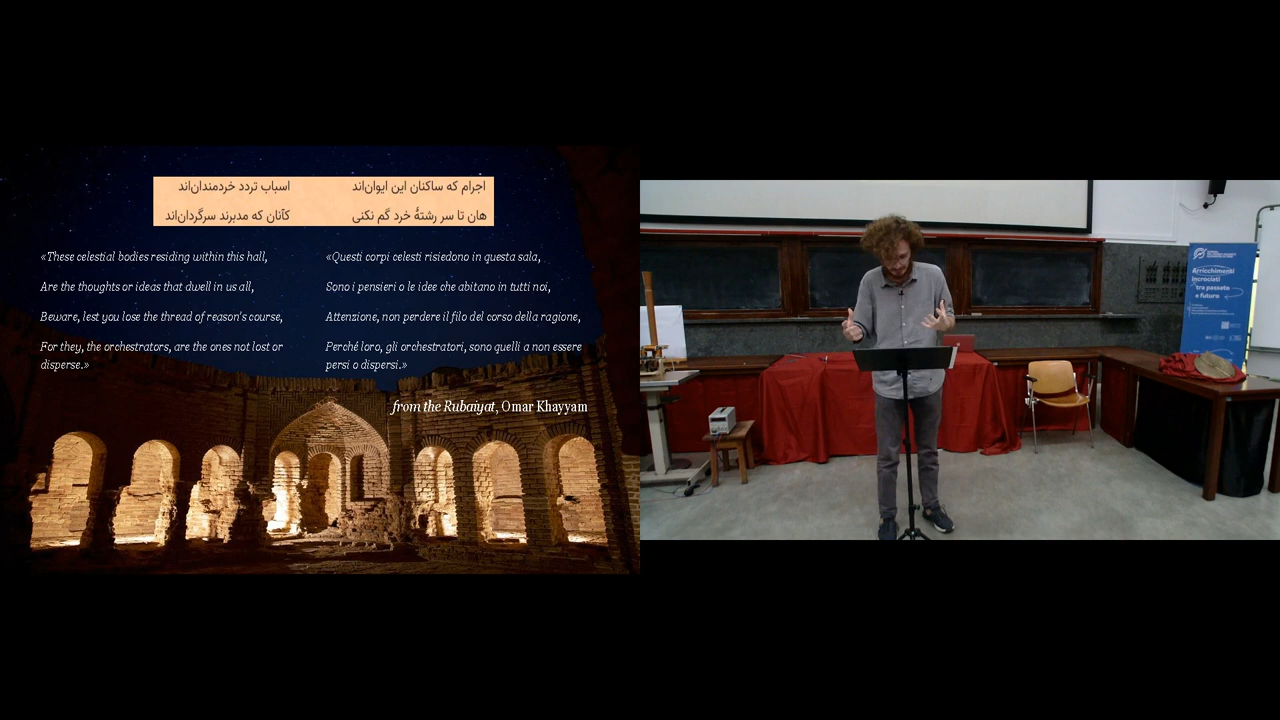 اجرام که ساکنان این ایوان‌اند
اسباب تردد خردمندان‌اند
هان تا سر رشتهٔ خرد گم نکنی
کآنان که مدبرند سرگردان‌اند
«These celestial bodies residing within this hall,
Are the thoughts or ideas that dwell in us all,
Beware, lest you lose the thread of reason's course,
For they, the orchestrators, are the ones not lost or
disperse.»
«Questi corpi celesti risiedono in questa sala,
Sono i pensieri o le idee che abitano in tutti noi,
Attenzione, non perdere il filo del corso della ragione,
Perché loro, gli orchestratori, sono quelli a non essere
persi o dispersi.»
from the Rubaiyat, Omar Khayyam
Arricchimenti
incrociati
tra passato
e futuro